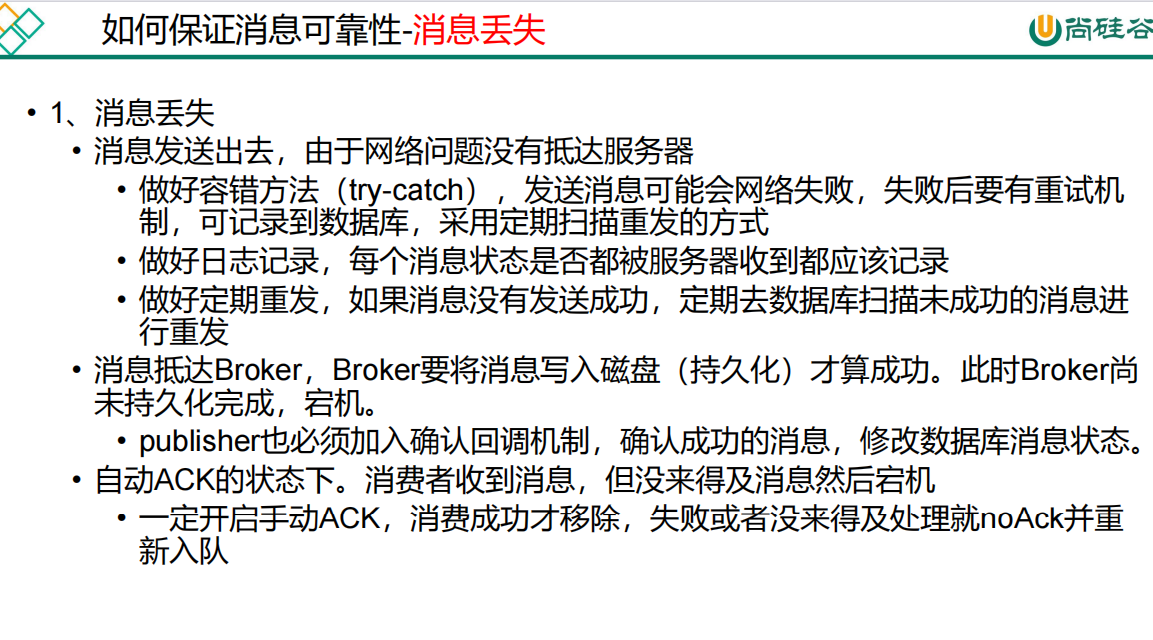 如何保证消息可靠性-消息丢失
尚硅谷
• 1、消息丢失
• 消息发送出去，由于网络问题没有抵达服务器
• 做好容错方法（try-catch），发送消息可能会网络失败，失败后要有重试机
制，可记录到数据库，采用定期扫描重发的方式
• 做好日志记录，每个消息状态是否都被服务器收到都应该记录
• 做好定期重发，如果消息没有发送成功，定期去数据库扫描未成功的消息进
行重发
• 消息抵达Broker，Broker要将消息写入磁盘（持久化）才算成功。此时Broker尚
未持久化完成，宕机。
• publisher也必须加入确认回调机制，确认成功的消息，修改数据库消息状态。
• 自动ACK的状态下。消费者收到消息，但没来得及消息然后宕机
• 一定开启手动ACK，消费成功才移除，失败或者没来得及处理就noAck并重
新入队